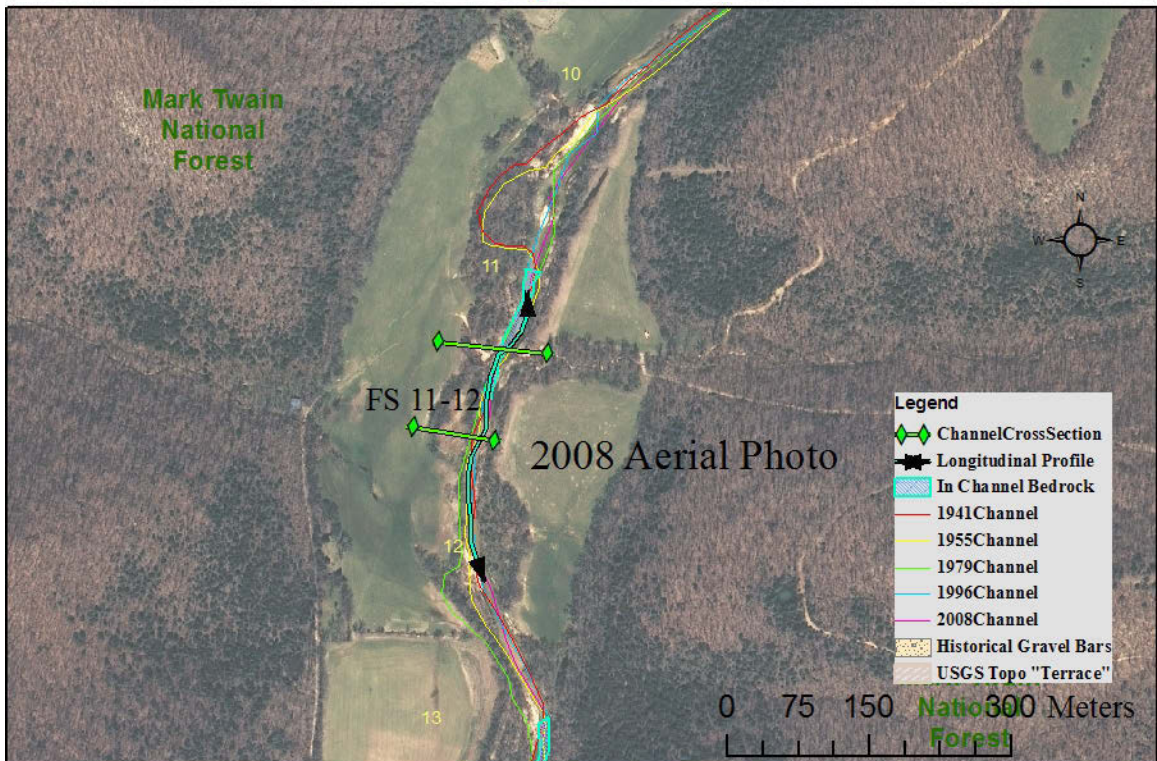 10
Mark Twain
National
Forest
N
W E
S
11
FS 11-12
2008 Aerial Photo
12
13
Legend
ChannelCrossSection
Longitudinal Profile
In Channel Bedrock
1941Channel
1955Channel
1979Channel
1996Channel
2008Channel
Historical Gravel Bars
USGS Topo "Terrace"
0 75 150 300 Meters
National
Forest